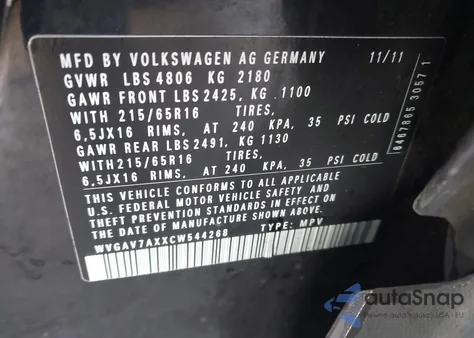 MFD BY VOLKSWAGEN AG GERMANY 11/11
GVWR LBS 4806 KG 2180
GAWR FRONT LBS 2425, KG 1100
WITH 215/65R16 TIRES,
6,5JX16 RIMS, AT 240 KPA, 35 PSI COLD
GAWR REAR LBS 2491, KG 1130
WITH 215/65R16 TIRES,
6,5JX16 RIMS, AT 240 KPA, 35 PSI COLD
THIS VEHICLE CONFORMS TO ALL APPLICABLE
U.S. FEDERAL MOTOR VEHICLE SAFETY AND
THEFT PREVENTION STANDARDS IN EFFECT ON
THE DATE OF MANUFACTURE SHOWN ABOVE.
WVGAV7AXXCW544268 TYPE: MPV
autoSnap